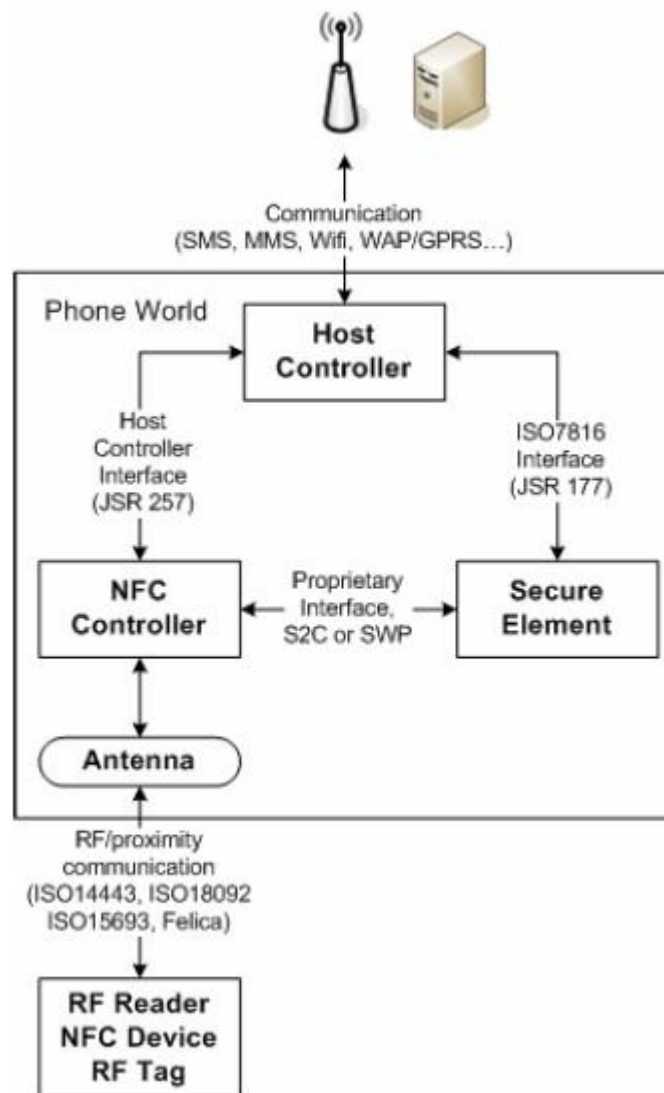 Communication
(SMS, MMS, Wifi, WAP/GPRS...)
Phone World
Host
Controller
Host
Controller
Interface
(JSR 257)
ISO7816
Interface
(JSR 177)
NFC
Controller
Proprietary
Interface,
S2C or SWP
Secure
Element
Antenna
RF/proximity
communication
(ISO14443, ISO18092
ISO15693, Felica)
RF Reader
NFC Device
RF Tag